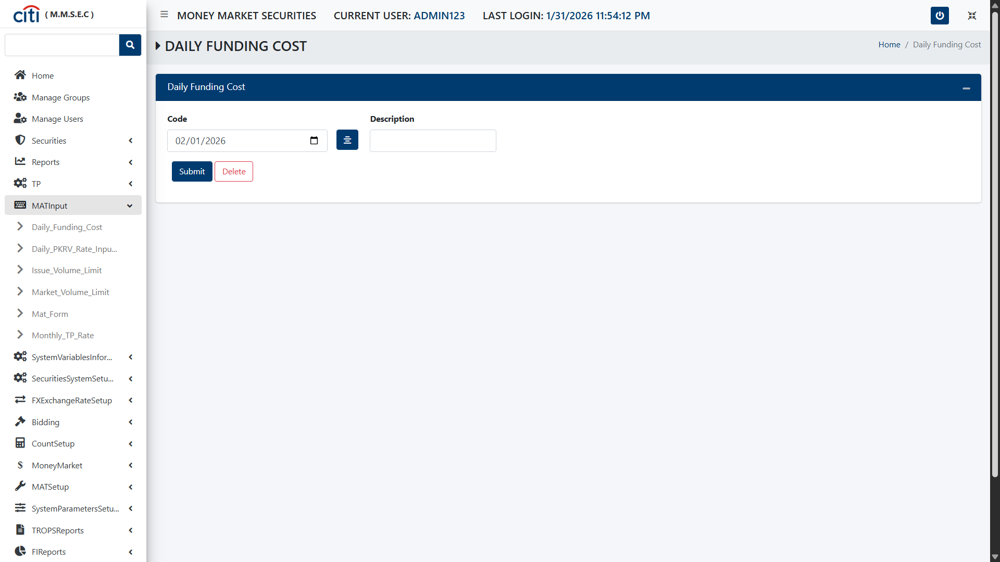 citi ( M.M.S.E.C )
MONEY MARKET SECURITIES CURRENT USER: ADMIN123 LAST LOGIN: 1/31/2026 11:54:12 PM
DAILY FUNDING COST
Home / Daily Funding Cost
Home
Manage Groups
Manage Users
Securities
Reports
TP
MATInput
Daily_Funding_Cost
Daily_PKRV_Rate_Inpu...
Issue_Volume_Limit
Market_Volume_Limit
Mat_Form
Monthly_TP_Rate
SystemVariablesInfor...
SecuritiesSystemSetu...
FXExchangeRateSetup
Bidding
CountSetup
MoneyMarket
MATSetup
SystemParametersSetu...
TROPSReports
FIReports
Daily Funding Cost
Code Description
02/01/2026
Submit Delete